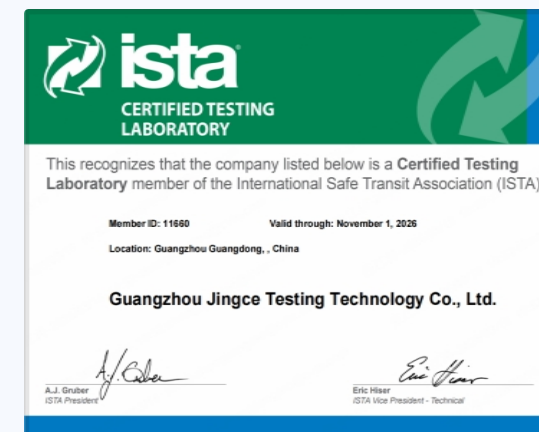 ista
CERTIFIED TESTING
LABORATORY
This recognizes that the company listed below is a Certified Testing
Laboratory member of the International Safe Transit Association (ISTA)
Member ID: 11660 Valid through: November 1, 2026
Location: Guangzhou Guangdong, , China
Guangzhou Jingce Testing Technology Co., Ltd.
A.J. Gruber
ISTA President
Eric Hiser
ISTA Vice President - Technical